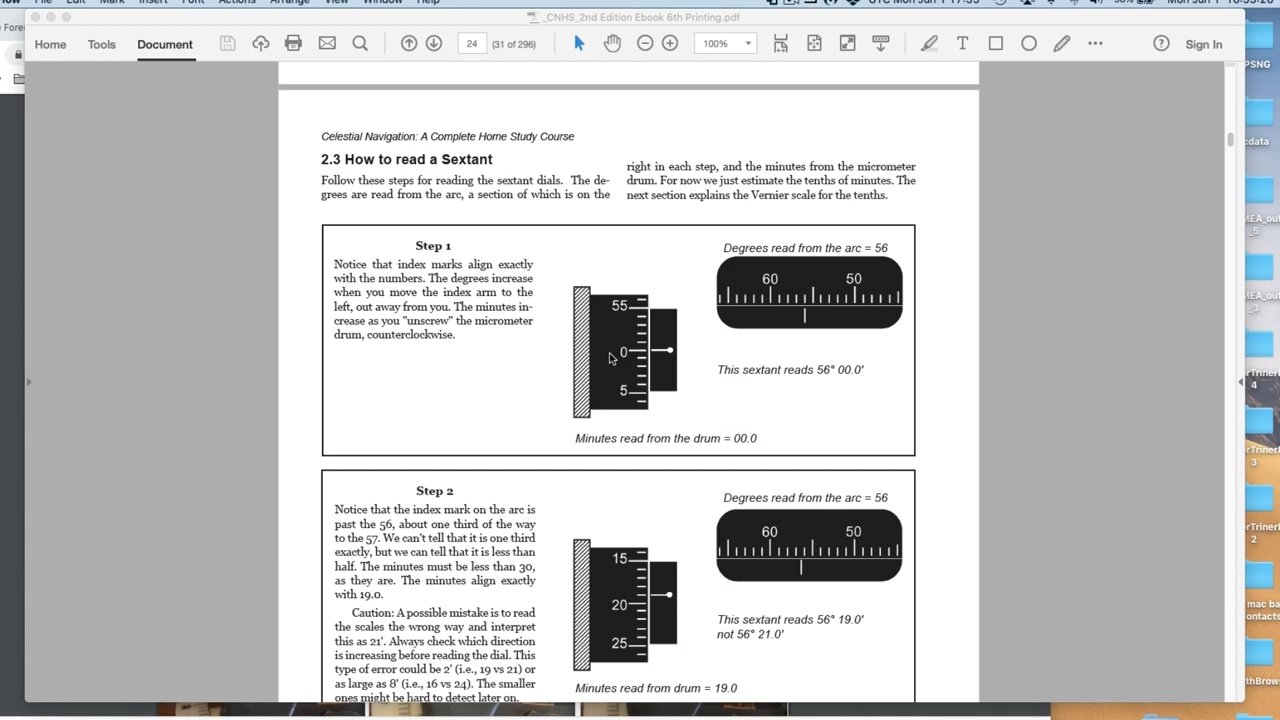 _CNHS_2nd Edition Ebook 6th Printing.pdf
Home Tools Document 24 (31 of 296) 100% Sign In
Celestial Navigation: A Complete Home Study Course
2.3 How to read a Sextant
Follow these steps for reading the sextant dials. The de-
grees are read from the arc, a section of which is on the
right in each step, and the minutes from the micrometer
drum. For now we just estimate the tenths of minutes. The
next section explains the Vernier scale for the tenths.
Step 1
Notice that index marks align exactly
with the numbers. The degrees increase
when you move the index arm to the
left, out away from you. The minutes in-
crease as you "unscrew" the micrometer
drum, counterclockwise.
55
0
5
Minutes read from the drum = 00.0
Degrees read from the arc = 56
60 50
This sextant reads 56° 00.0'
Step 2
Notice that the index mark on the arc is
past the 56, about one third of the way
to the 57. We can't tell that it is one third
exactly, but we can tell that it is less than
half. The minutes must be less than 30,
as they are. The minutes align exactly
with 19.0.
Caution: A possible mistake is to read
the scales the wrong way and interpret
this as 21'. Always check which direction
is increasing before reading the dial. This
type of error could be 2' (i.e., 19 vs 21) or
as large as 8' (i.e., 16 vs 24). The smaller
ones might be hard to detect later on.
15
20
25
Minutes read from drum = 19.0
Degrees read from the arc = 56
60 50
This sextant reads 56° 19.0'
not 56° 21.0'
PSNG